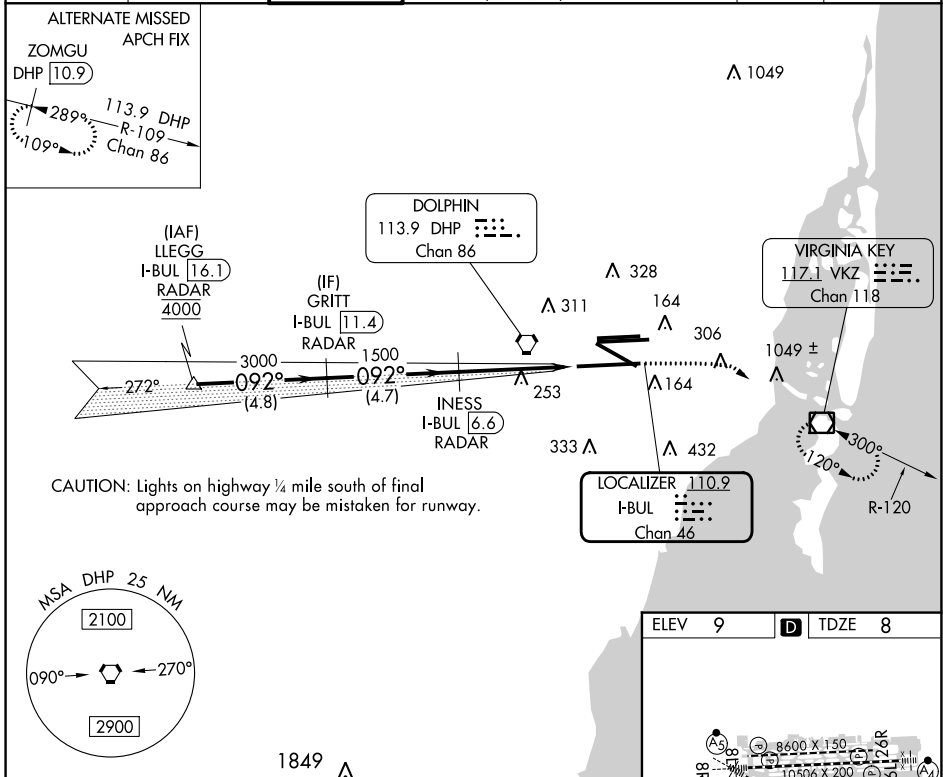 ALTERNATE MISSED
APCH FIX
ZOMGU
DHP 10.9
289°
109°
113.9 DHP
R-109
Chan 86
1049
DOLPHIN
113.9 DHP
Chan 86
VIRGINIA KEY
117.1 VKZ
Chan 118
(IAF)
LLEGG
I-BUL 16.1
RADAR
4000
(IF)
GRITT
I-BUL 11.4
RADAR
328
311
164
306
1049 ±
3000
1500
272°
092°
092°
(4.8)
(4.7)
253
164
INESS
I-BUL 6.6
RADAR
333
432
300°
120°
R-120
LOCALIZER 110.9
I-BUL
Chan 46
CAUTION: Lights on highway ¼ mile south of final
approach course may be mistaken for runway.
MSA DHP 25 NM
2100
090°
270°
2900
1849
ELEV 9
D
TDZE 8
A5
8L
8R
8600 X 150
P
26R
10506 X 200